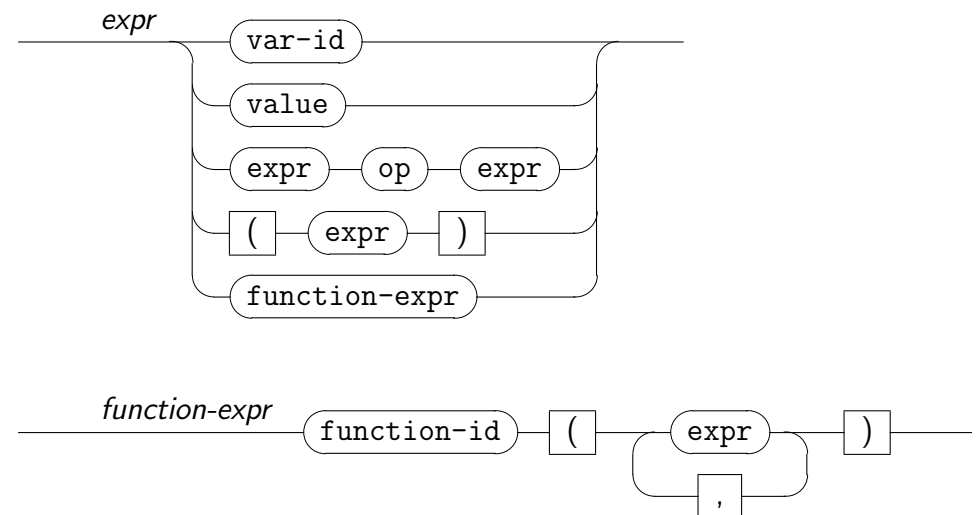 expr
var-id
value
expr op expr
( expr )
function-expr
function-expr
function-id ( expr )
,